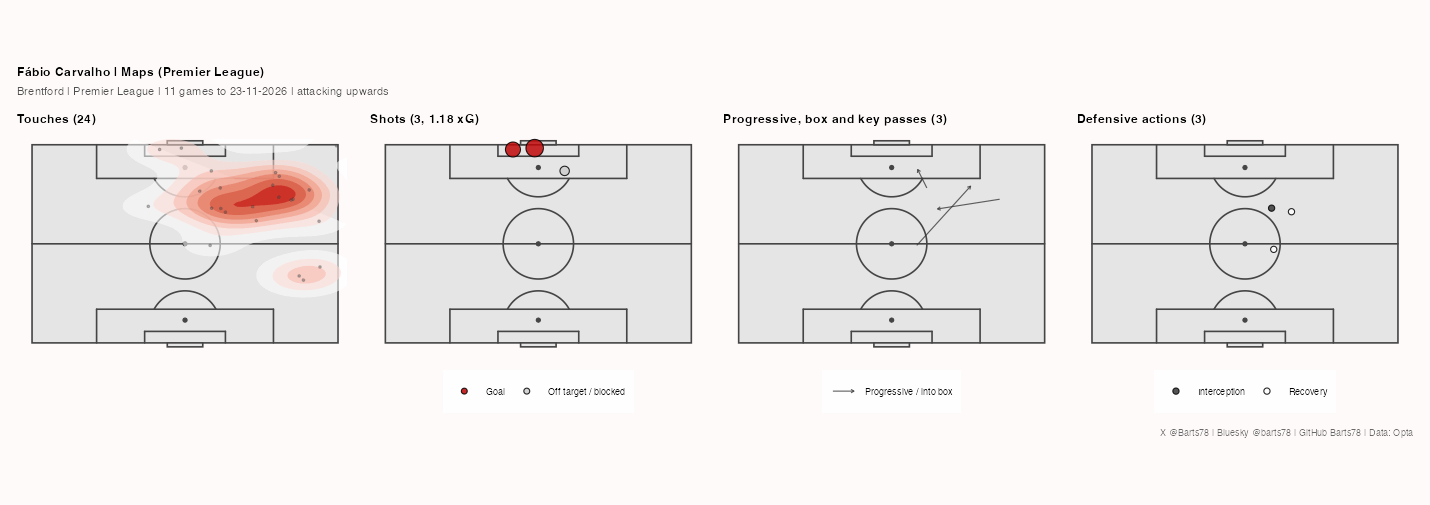 Fábio Carvalho | Maps (Premier League)
Brentford | Premier League | 11 games to 23-11-2026 | attacking upwards
Touches (24)
Shots (3, 1.18 xG)
Progressive, box and key passes (3)
Defensive actions (3)
Goal
Off target / blocked
Progressive / into box
Interception
Recovery
X @Barts78 | Bluesky @barts78 | GitHub Barts78 | Data: Opta